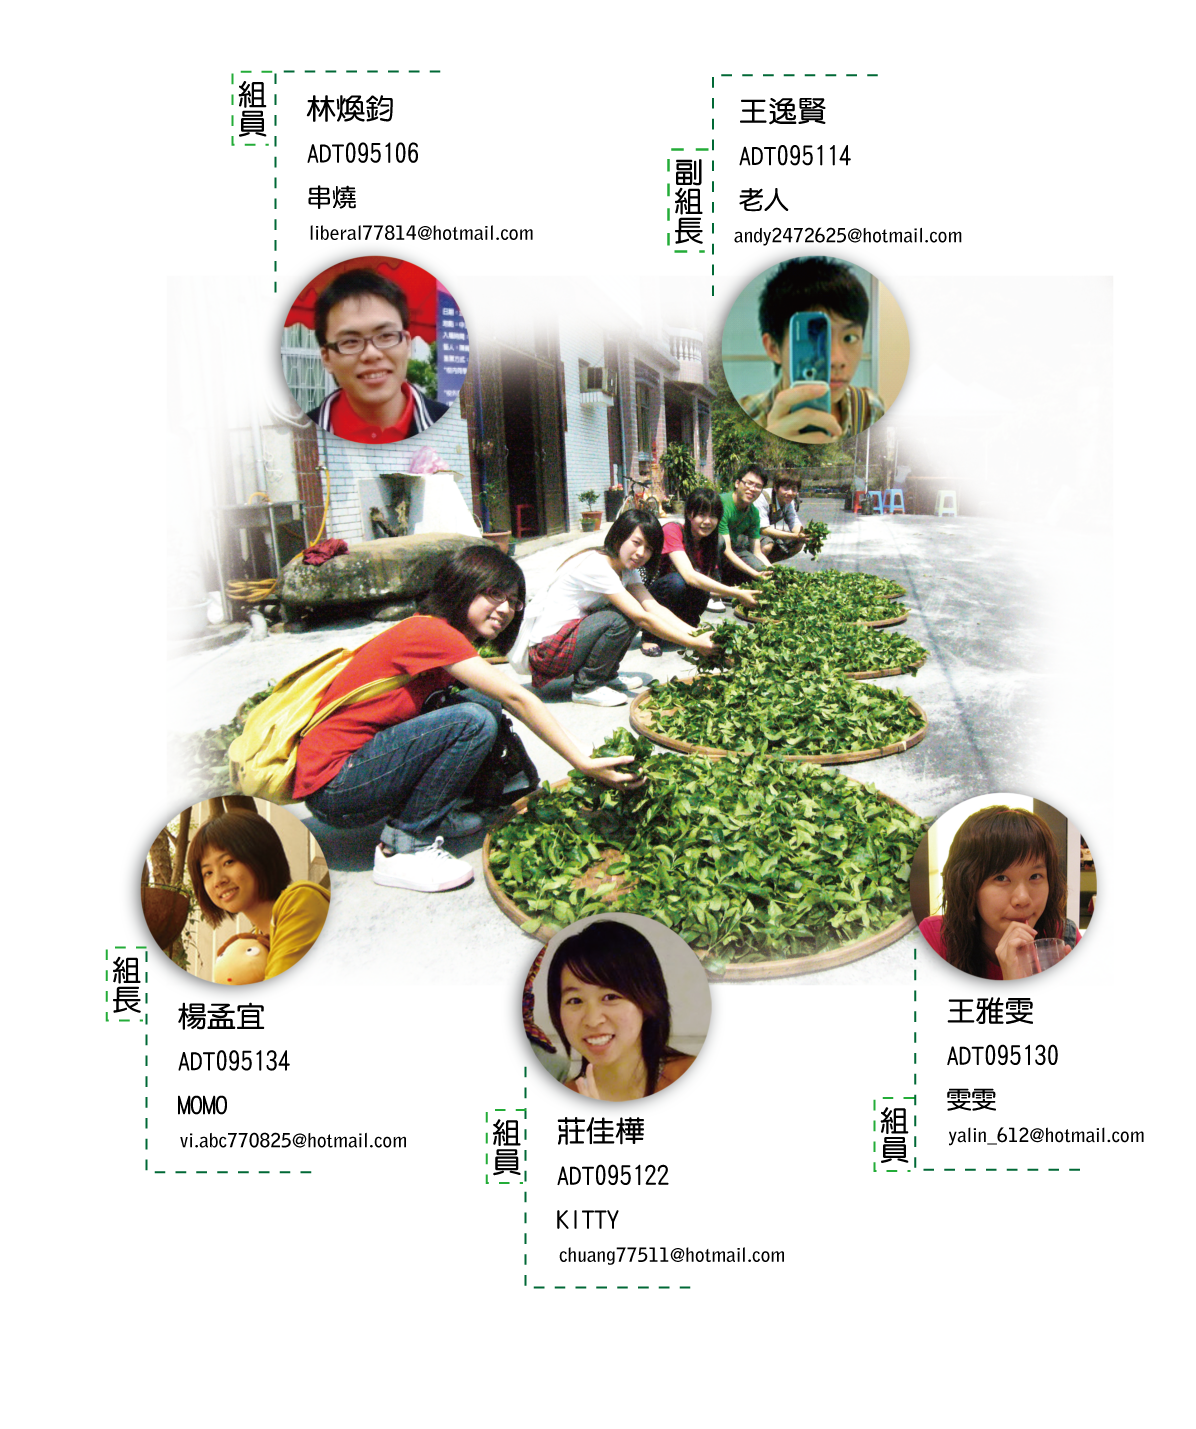 組員
林煥鈞
ADT095106
串燒
liberal77814@hotmail.com
副組長
王逸賢
ADT095114
老人
andy2472625@hotmail.com
組長
楊孟宜
ADT095134
MOMO
vi.abc770825@hotmail.com
組員
莊佳樺
ADT095122
KITTY
chuang77511@hotmail.com
組員
王雅雯
ADT095130
雯雯
yalin_612@hotmail.com